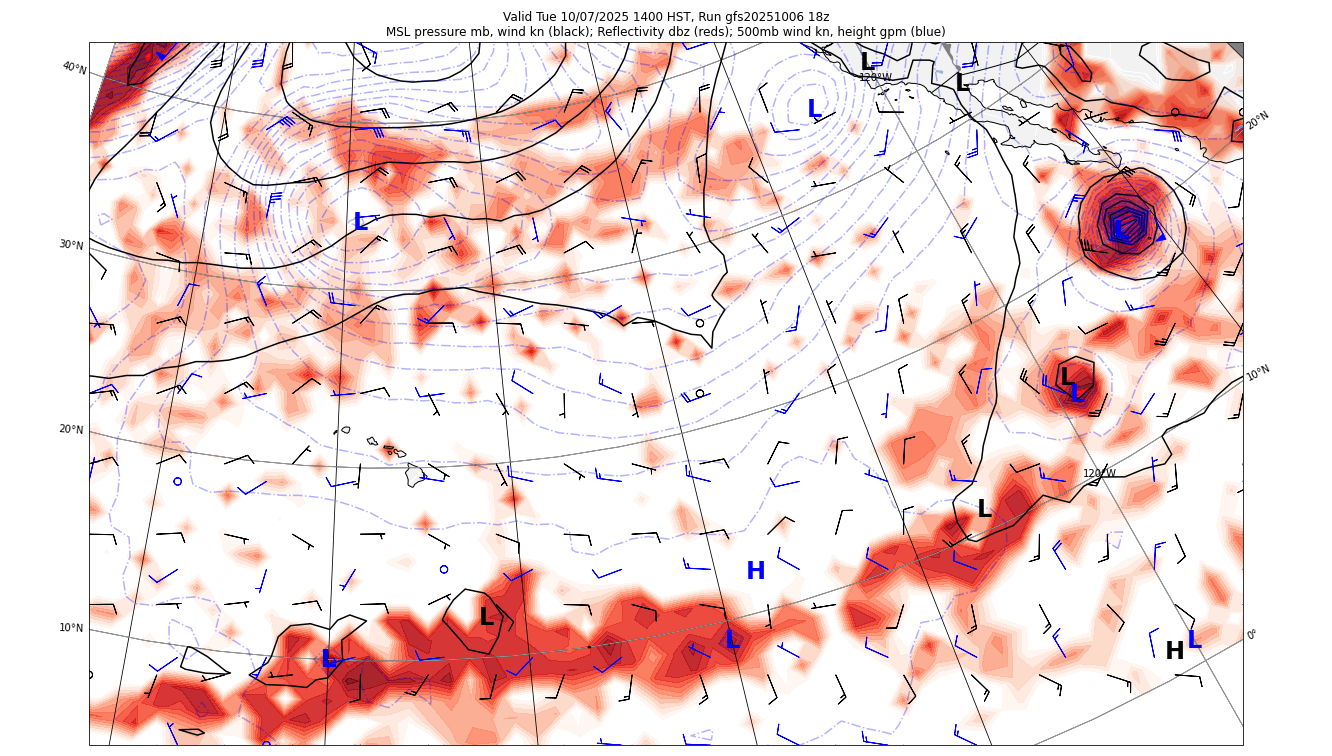 Valid Tue 10/07/2025 1400 HST, Run gfs20251006 18z
MSL pressure mb, wind kn (black); Reflectivity dbz (reds); 500mb wind kn, height gpm (blue)
L
40°N
120°W
L
L
20°N
L
L
30°N
L
10°N
L
20°N
120°W
L
H
L
10°N
L
L
L
0°
H